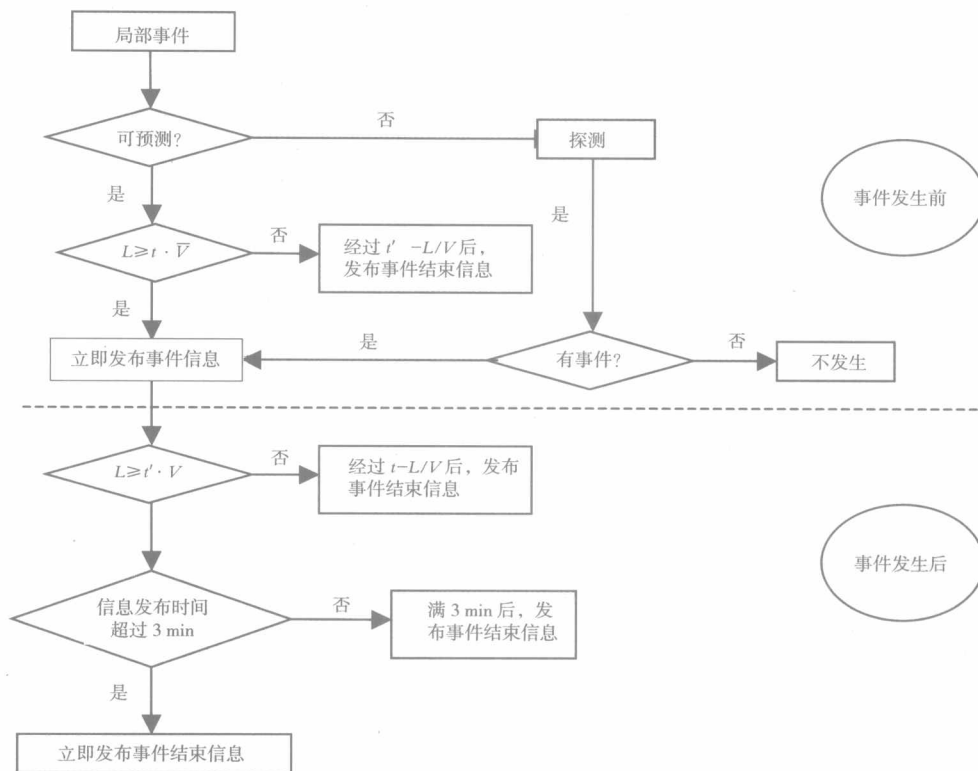 局部事件
可预测？
否
探测
事件发生前
是
是
L≥t · V̅
否
经过 t′ －L/V 后，
发布事件结束信息
是
立即发布事件信息
是
有事件？
否
不发生
L≥t′ · V
否
经过 t－L/V 后，发布
事件结束信息
事件发生后
信息发布时间
超过 3 min
否
满 3 min 后，发
布事件结束信息
是
立即发布事件结束信息